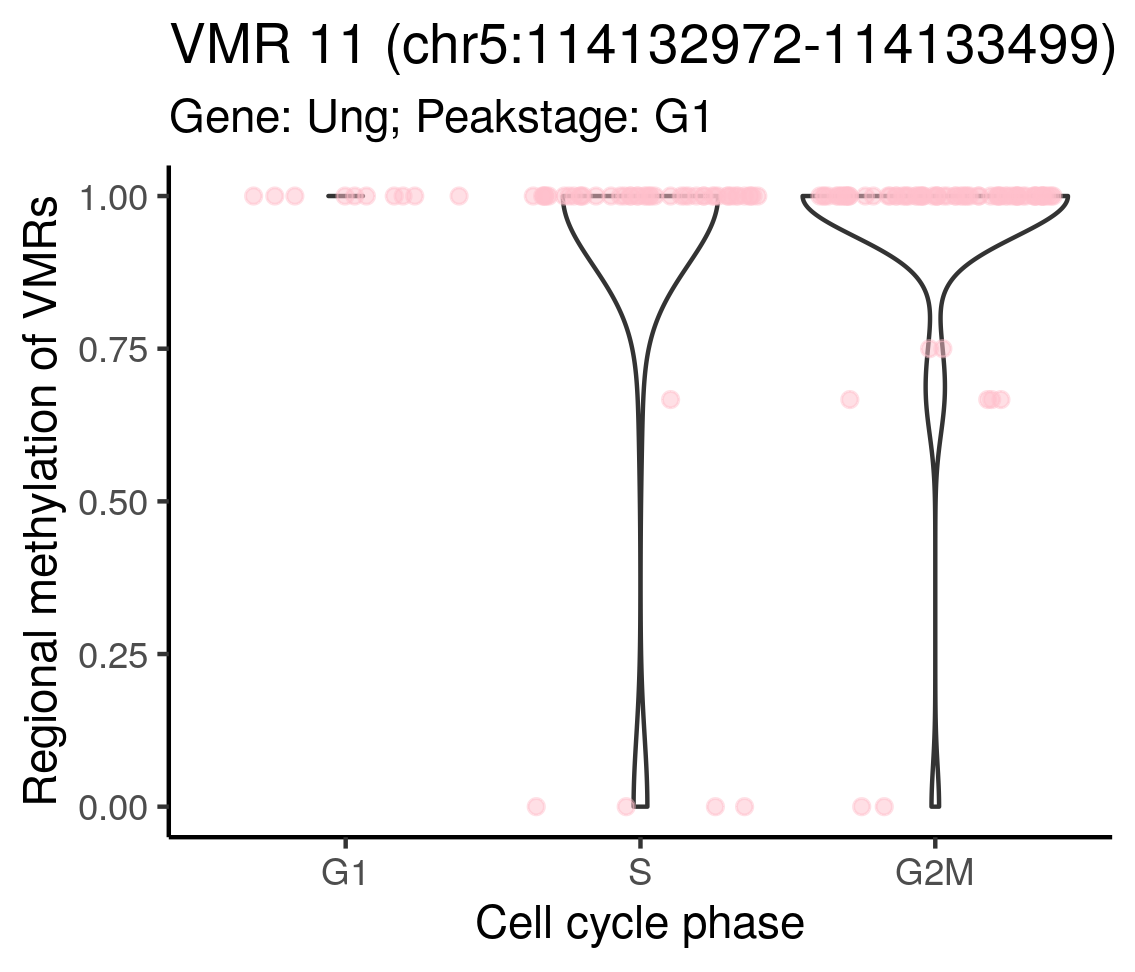 VMR 11 (chr5:114132972-114133499)
Gene: Ung; Peakstage: G1
Regional methylation of VMRs
1.00
0.75
0.50
0.25
0.00
G1 S G2M
Cell cycle phase